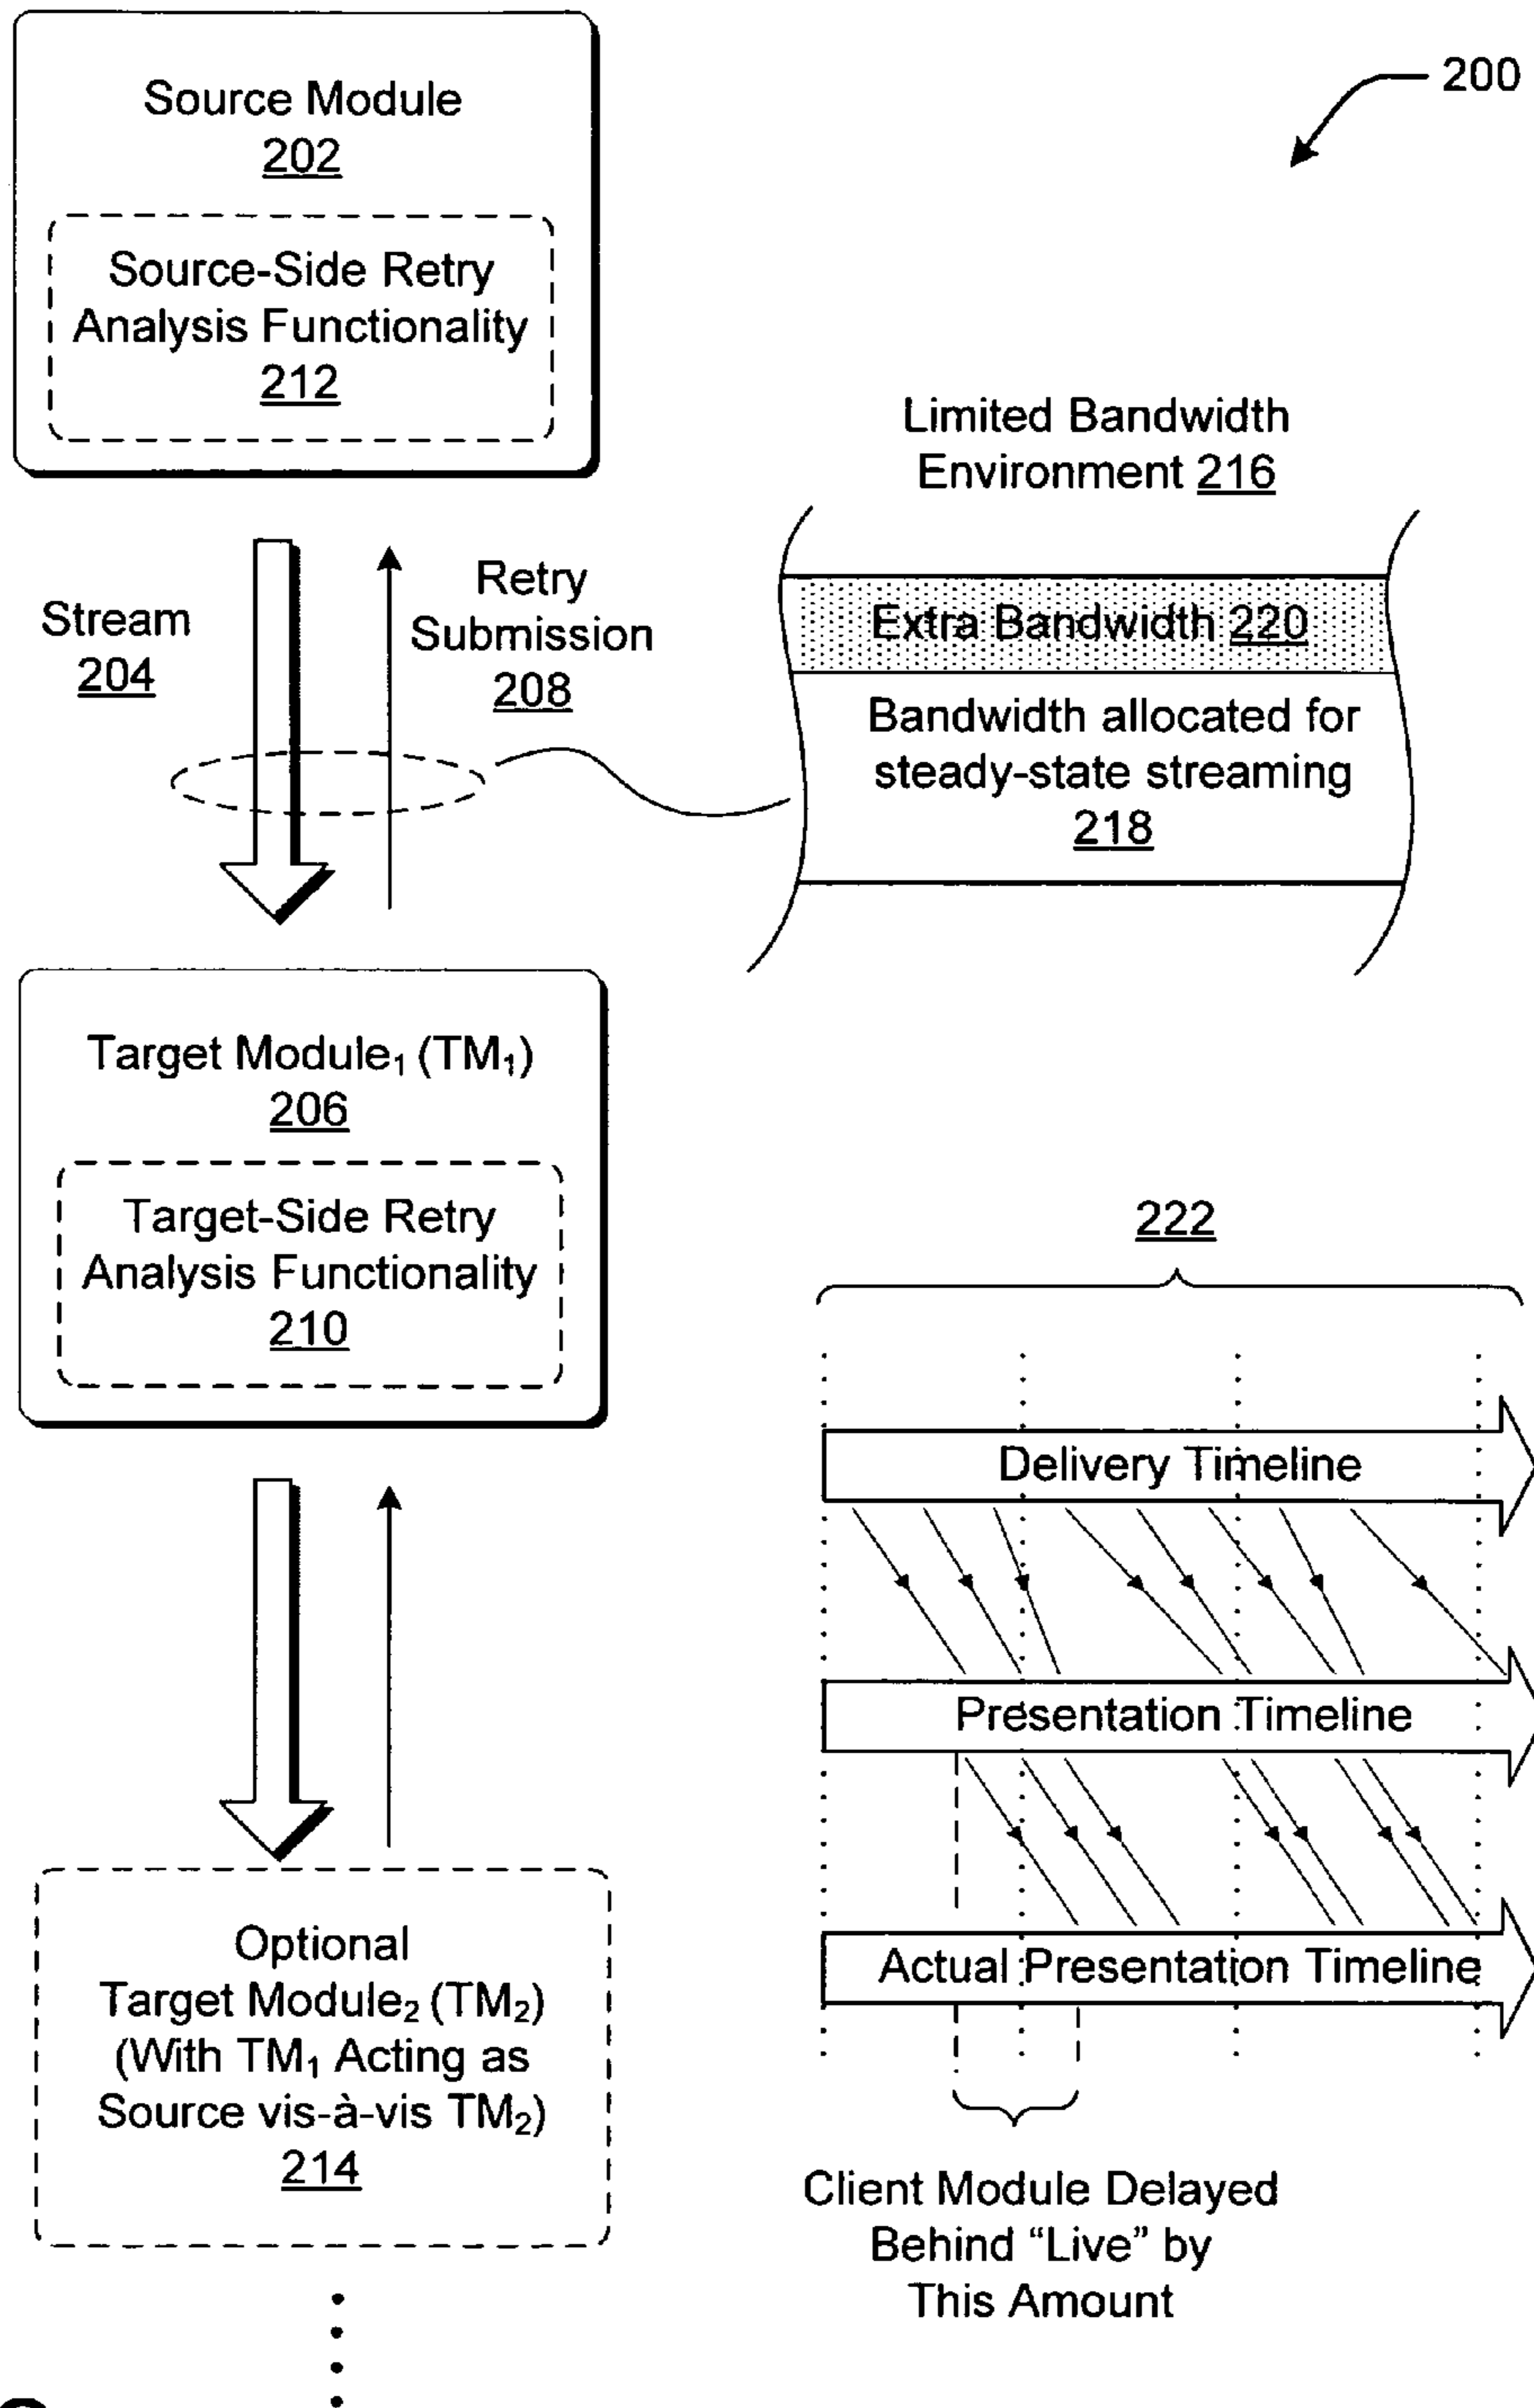 200
Source Module
202
Source-Side Retry
Analysis Functionality
212
Limited Bandwidth
Environment 216
Stream
204
Retry
Submission
208
Extra Bandwidth 220
Bandwidth allocated for
steady-state streaming
218
Target Module₁ (TM₁)
206
Target-Side Retry
Analysis Functionality
210
222
Delivery Timeline
Presentation Timeline
Actual Presentation Timeline
Optional
Target Module₂ (TM₂)
(With TM₁ Acting as
Source vis-à-vis TM₂)
214
Client Module Delayed
Behind “Live” by
This Amount